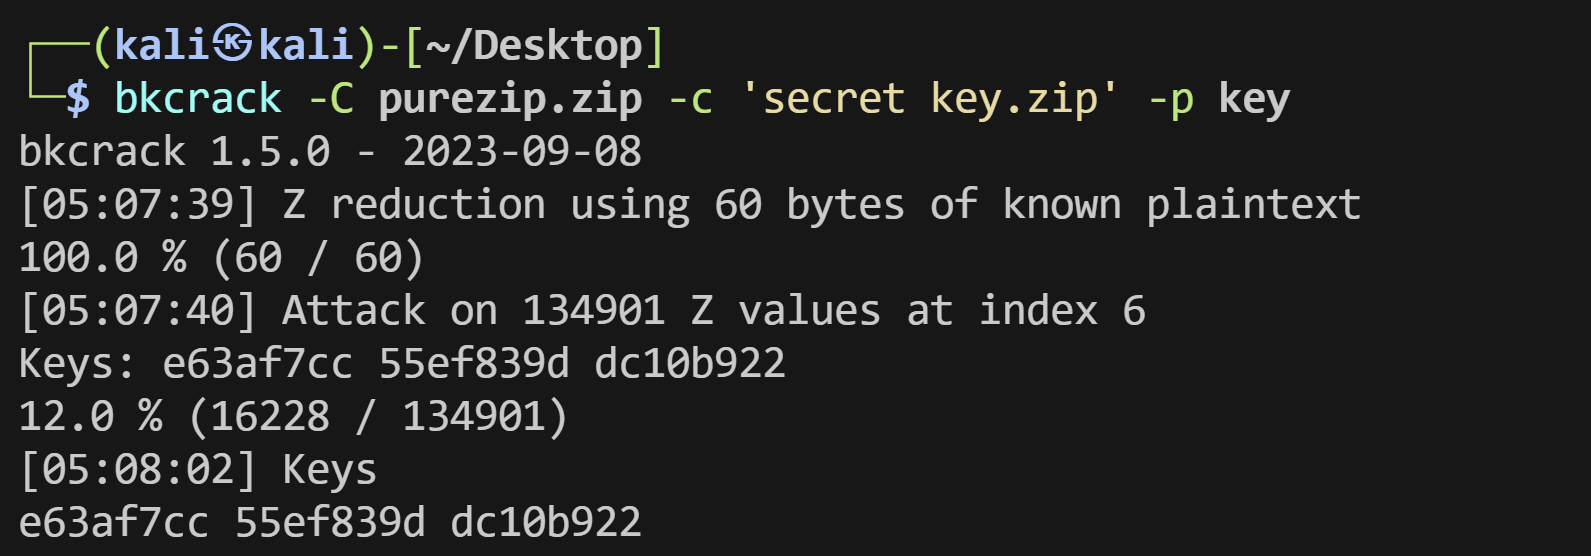 ┌──(kali㉿kali)-[~/Desktop]
└─$ bkcrack -C purezip.zip -c 'secret key.zip' -p key
bkcrack 1.5.0 - 2023-09-08
[05:07:39] Z reduction using 60 bytes of known plaintext
100.0 % (60 / 60)
[05:07:40] Attack on 134901 Z values at index 6
Keys: e63af7cc 55ef839d dc10b922
12.0 % (16228 / 134901)
[05:08:02] Keys
e63af7cc 55ef839d dc10b922